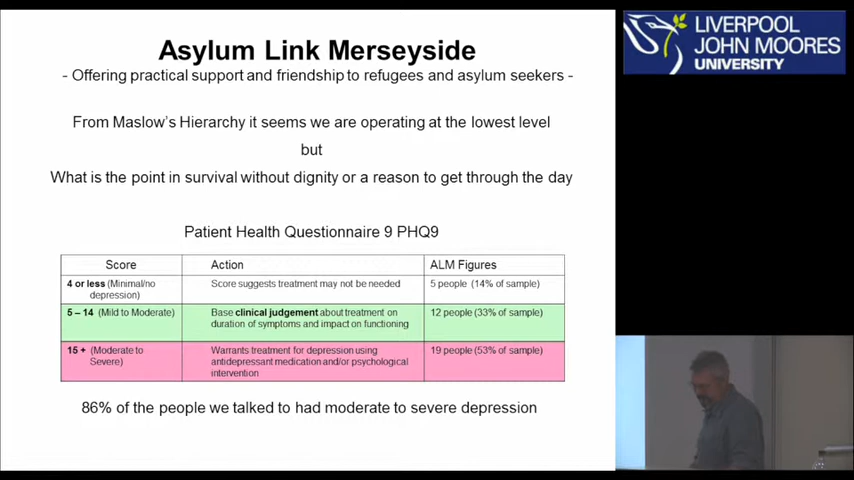 Asylum Link Merseyside
- Offering practical support and friendship to refugees and asylum seekers -
From Maslow's Hierarchy it seems we are operating at the lowest level
but
What is the point in survival without dignity or a reason to get through the day
Patient Health Questionnaire 9 PHQ9
Score Action ALM Figures
4 or less (Minimal/no depression) Score suggests treatment may not be needed 5 people (14% of sample)
5 – 14 (Mild to Moderate) Base clinical judgement about treatment on duration of symptoms and impact on functioning 12 people (33% of sample)
15 + (Moderate to Severe) Warrants treatment for depression using antidepressant medication and/or psychological intervention 19 people (53% of sample)
86% of the people we talked to had moderate to severe depression
LIVERPOOL
JOHN MOORES
UNIVERSITY